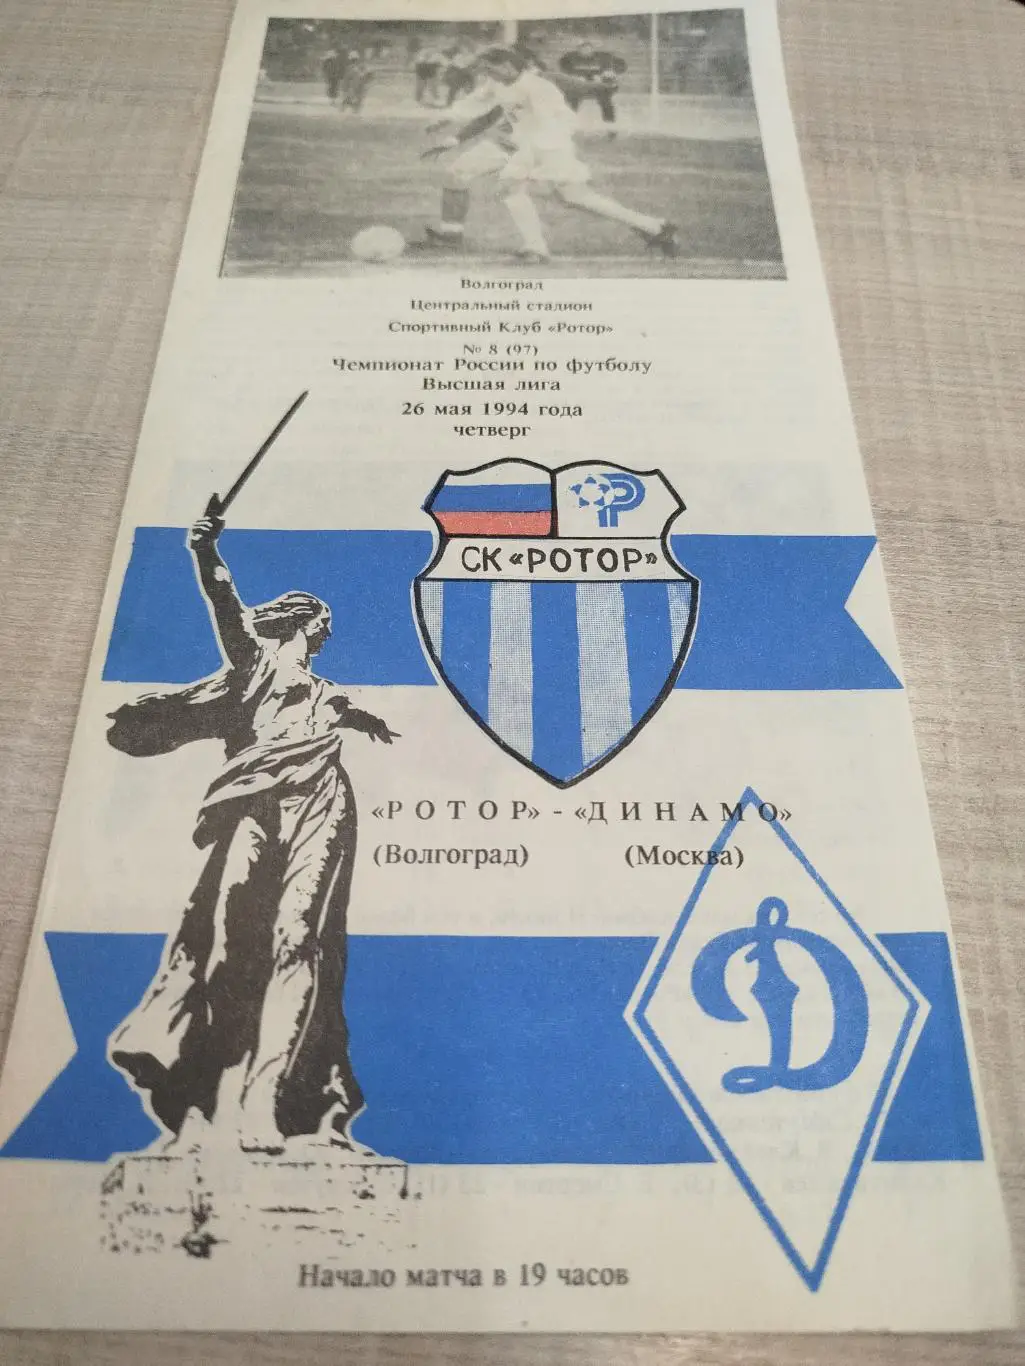 Волгоград
Центральный стадион
Спортивный Клуб «Ротор»
№ 8 (97)
Чемпионат России по футболу
Высшая лига
26 мая 1994 года
четверг
СК «РОТОР»
«РОТОР» - «ДИНАМО»
(Волгоград) (Москва)
Д
Начало матча в 19 часов